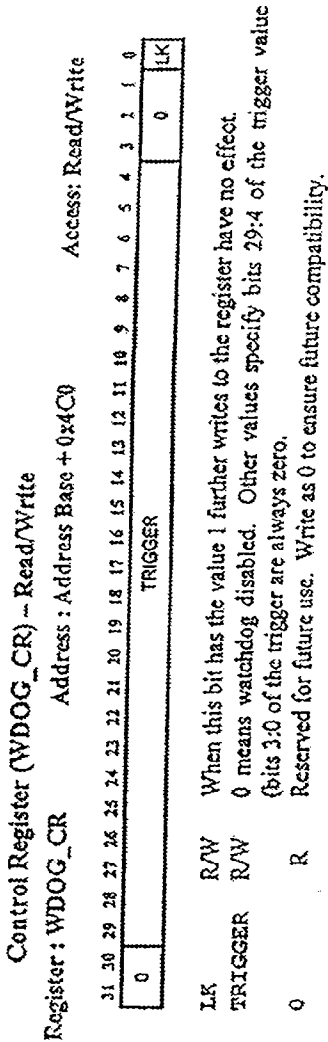 Control Register (WDOG_CR) – Read/Write
Register : WDOG_CR Address : Address Base + 0x4C0 Access: Read/Write
31 30 29 28 27 26 25 24 23 22 21 20 19 18 17 16 15 14 13 12 11 10 9 8 7 6 5 4 3 2 1 0
0 TRIGGER 0 LK
LK R/W When this bit has the value 1 further writes to the register have no effect.
TRIGGER R/W 0 means watchdog disabled. Other values specify bits 29:4 of the trigger value
(bits 3:0 of the trigger are always zero.
0 R Reserved for future use. Write as 0 to ensure future compatibility.